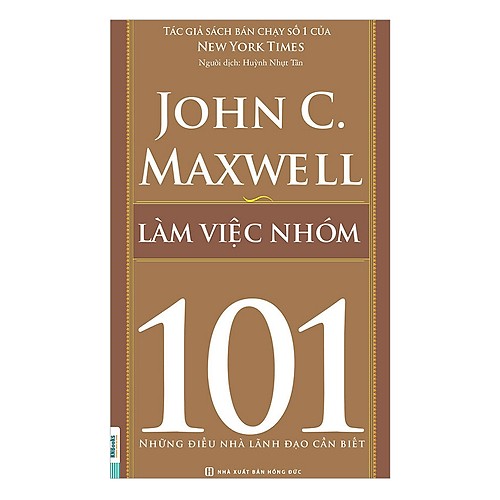 TÁC GIẢ SÁCH BÁN CHẠY SỐ 1 CỦA
NEW YORK TIMES
Người dịch: Huỳnh Nhựt Tân
JOHN C.
MAXWELL
LÀM VIỆC NHÓM
101
NHỮNG ĐIỀU NHÀ LÃNH ĐẠO CẦN BIẾT
NHÀ XUẤT BẢN HỒNG ĐỨC